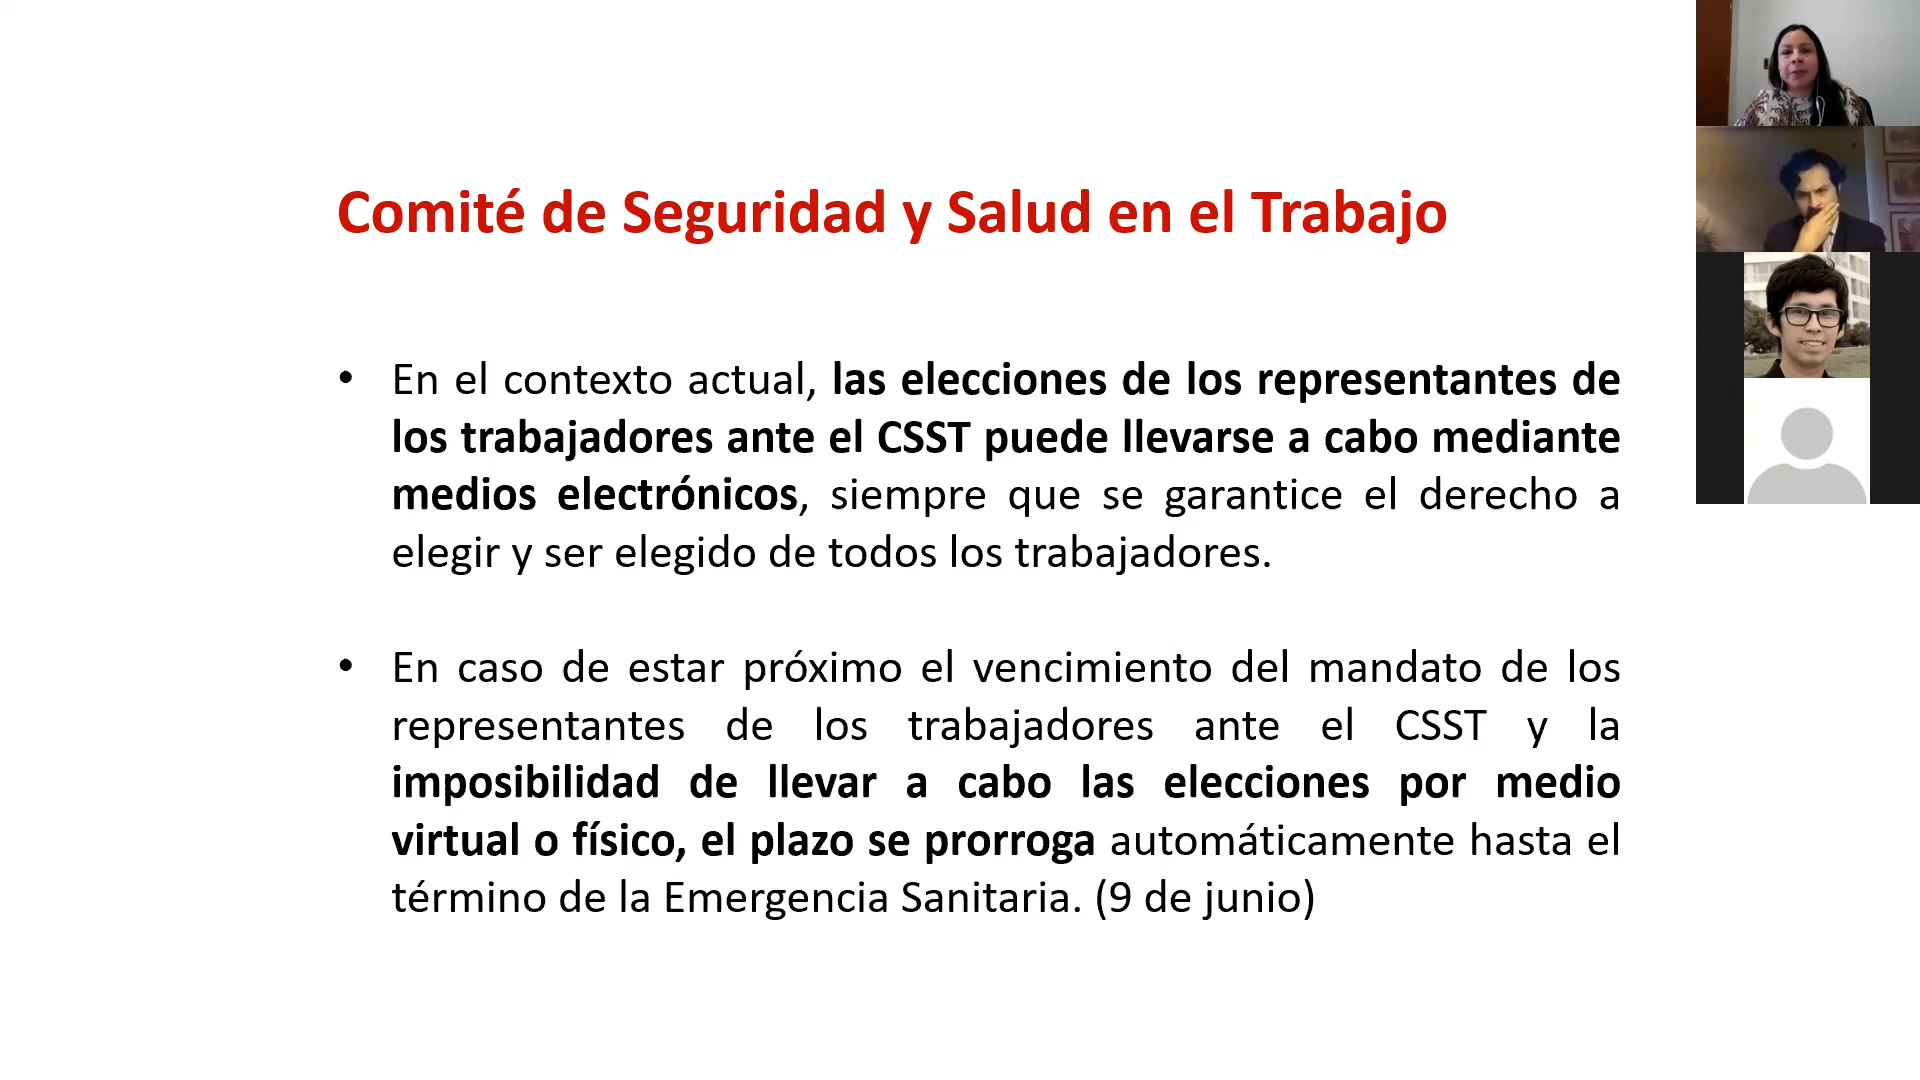 Comité de Seguridad y Salud en el Trabajo
• En el contexto actual, las elecciones de los representantes de
los trabajadores ante el CSST puede llevarse a cabo mediante
medios electrónicos, siempre que se garantice el derecho a
elegir y ser elegido de todos los trabajadores.
• En caso de estar próximo el vencimiento del mandato de los
representantes de los trabajadores ante el CSST y la
imposibilidad de llevar a cabo las elecciones por medio
virtual o físico, el plazo se prorroga automáticamente hasta el
término de la Emergencia Sanitaria. (9 de junio)